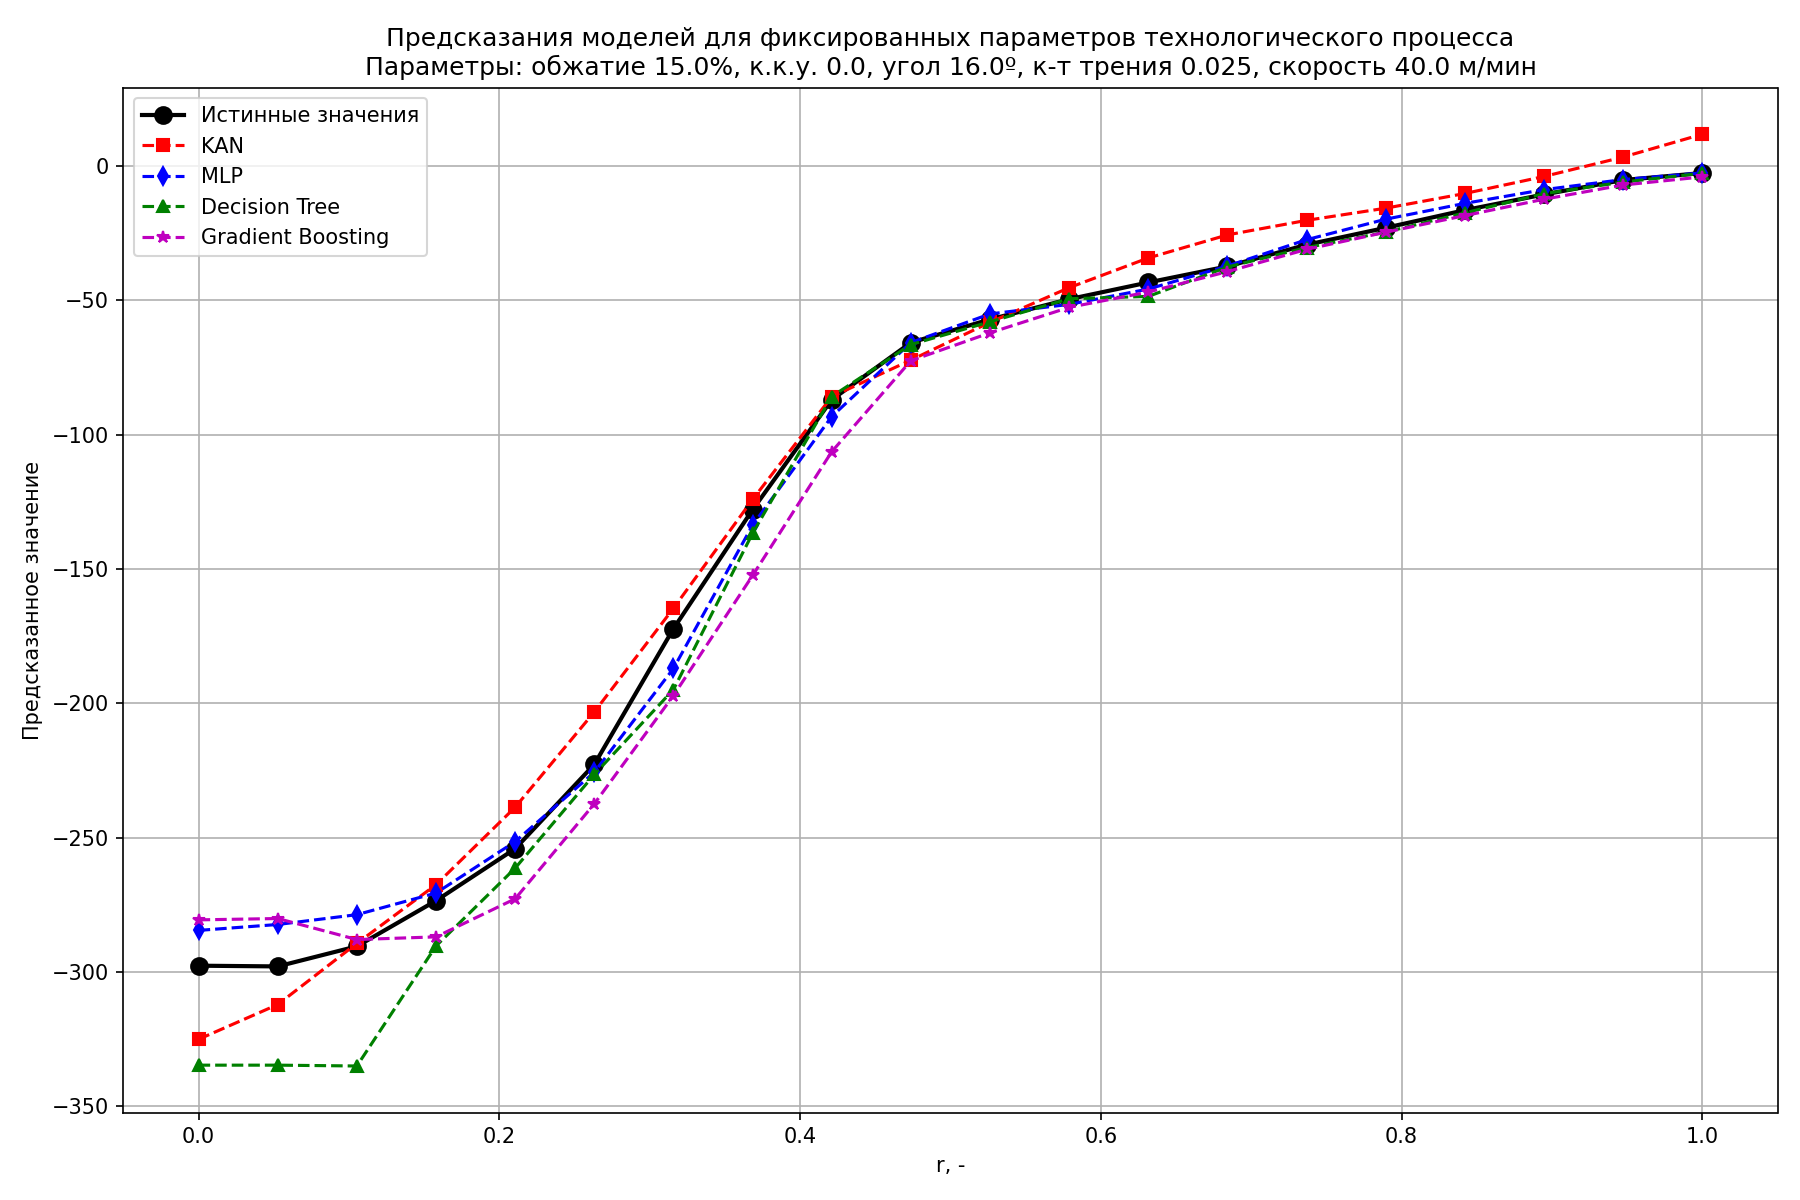 Предсказания моделей для фиксированных параметров технологического процесса
Параметры: обжатие 15.0%, к.к.у. 0.0, угол 16.0º, к-т трения 0.025, скорость 40.0 м/мин
Истинные значения
KAN
MLP
Decision Tree
Gradient Boosting
Предсказанное значение
0
−50
−100
−150
−200
−250
−300
−350
0.0
0.2
0.4
0.6
0.8
1.0
r, -